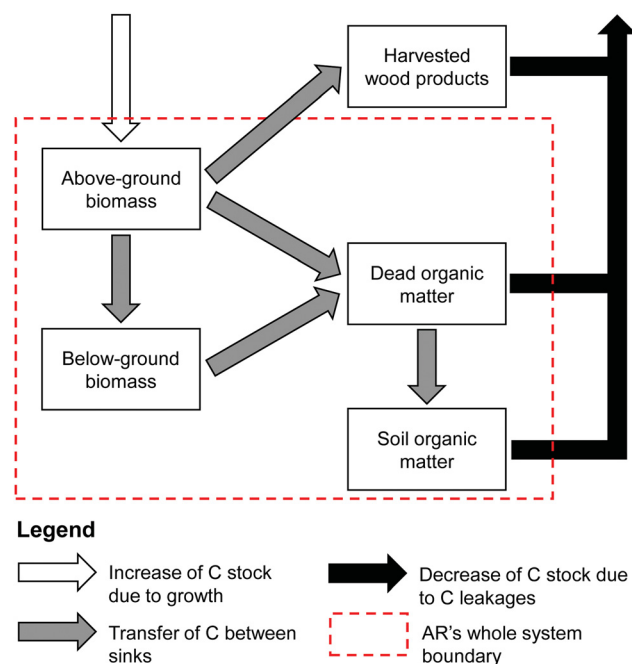 Harvested
wood products
Above-ground
biomass
Dead organic
matter
Below-ground
biomass
Soil organic
matter
Legend
Increase of C stock
due to growth
Decrease of C stock due
to C leakages
Transfer of C between
sinks
AR's whole system
boundary